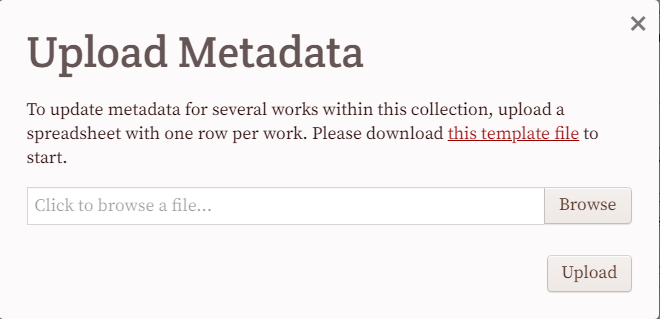 Upload Metadata
To update metadata for several works within this collection, upload a
spreadsheet with one row per work. Please download this template file to
start.
Click to browse a file...
Browse
Upload